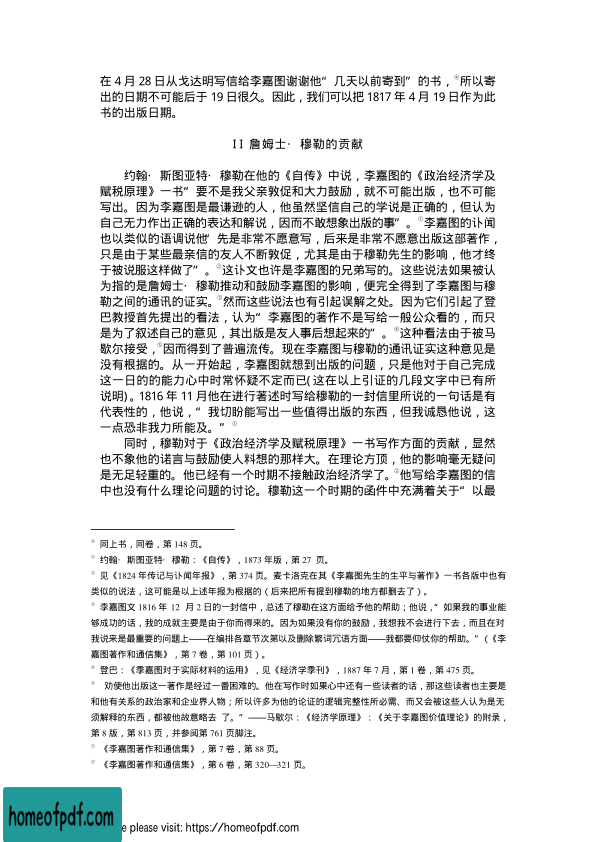 在 4 月 28 日从戈达明写信给李嘉图谢谢他“几天以前寄到”的书，④所以寄
出的日期不可能后于 19 日很久。因此，我们可以把 1817 年 4 月 19 日作为此
书的出版日期。
II 詹姆士·穆勒的贡献
约翰·斯图亚特·穆勒在他的《自传》中说，李嘉图的《政治经济学及
赋税原理》一书“要不是我父亲敦促和大力鼓励，就不可能出版，也不可能
写出。因为李嘉图是最谦逊的人，他虽然坚信自己的学说是正确的，但认为
自己无力作出正确的表达和解说，因而不敢想象出版的事”。①李嘉图的讣闻
也以类似的语调说他‘先是非常不愿意写，后来是非常不愿意出版这部著作，
只是由于某些最亲信的友人不断敦促，尤其是由于穆勒先生的影响，他才终
于被说服这样做了”。②这讣文也许是李嘉图的兄弟写的。这些说法如果被认
为指的是詹姆士·穆勒推动和鼓励李嘉图的影响，便完全得到了李嘉图与穆
勒之间的通讯的证实。③然而这些说法也有引起误解之处。因为它们引起了登
巴教授首先提出的看法，认为“李嘉图的著作不是写给一般公众看的，而只
是为了叙述自己的意见，其出版是友人事后想起来的”。④这种看法由于被马
歇尔接受，⑤因而得到了普遍流传。现在李嘉图与穆勒的通讯证实这种意见是
没有根据的。从一开始起，李嘉图就想到出版的问题，只是他对于自己完成
这一日的的能力心中时常怀疑不定而已(这在以上引证的几段文字中已有所
说明)。1816 年 11 月他在进行著述时写给穆勒的一封信里所说的一句话是有
代表性的，他说，“我切盼能写出一些值得出版的东西，但我诚恳他说，这
一点恐非我力所能及。”①
同时，穆勒对于《政治经济学及赋税原理》一书写作方面的贡献，显然
也不象他的诺言与鼓励使人料想的那样大。在理论方顶，他的影响毫无疑问
是无足轻重的。他已经有一个时期不接触政治经济学了。②他写给李嘉图的信
中也没有什么理论问题的讨论。穆勒这一个时期的函件中充满着关于“以最
④ 同上书，同卷，第 148 页。
① 约翰·斯图亚特·穆勒：《自传》，1873 年版，第 27 页。
② 见《1824 年传记与讣闻年报》，第 374 页。麦卡洛克在其《李嘉图先生的生平与著作》一书各版中也有
类似的说法，这可能是以上述年报为根据的（后来把所有提到穆勒的地方都删去了）。
③ 李嘉图文 1816 年 12 月 2 日的一封信中，总述了穆勒在这方面给予他的帮助；他说，“如果我的事业能
够成功的话，我的成就主要是由于你而得来的。因为如果没有你的鼓励，我想我不会进行下去，而且在对
我说来是最重要的问题上——在编排各章节次第以及删除繁词冗语方面——我都要仰仗你的帮助。”（《李
嘉图著作和通信集》，第 7 卷，第 101 页）。
④ 登巴：《季嘉图对于实际材料的运用》，见《经济学季刊》，1887 年 7 月，第 1 卷，第 475 页。
⑤ 劝使他出版这一著作是经过一番困难的。他在写作时如果心中还有一些读者的话，那这些读者也主要是
和他有关系的政治家和企业界人物；所以许多为他的论证的逻辑完整性所必需、而又会被这些人认为是无
须解释的东西，都被他故意略去 了。”——马歇尔：《经济学原理》：《关于李嘉图价值理论》的附录，
第 8 版，第 813 页，并参阅第 761 页脚注。
① 《李嘉图著作和通信集》，第 7 卷，第 88 页。
② 《李嘉图著作和通信集》，第 6 卷，第 320—321 页。
homeofpdf.com
e please visit: https://homeofpdf.com